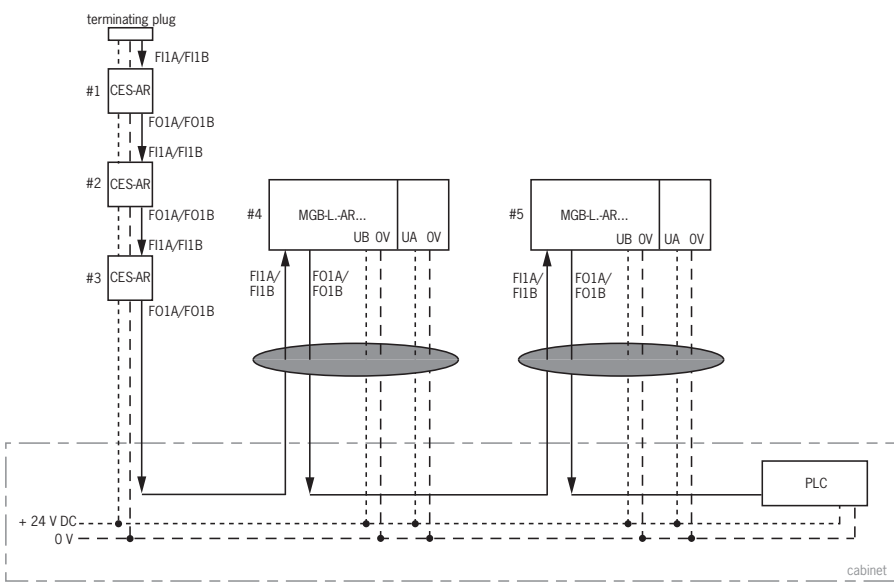 terminating plug
FI1A/FI1B
#1 CES-AR
FO1A/FO1B
FI1A/FI1B
#2 CES-AR
FO1A/FO1B
FI1A/FI1B
#3 CES-AR
FO1A/FO1B
#4 MGB-L.-AR...
UB 0V UA 0V
FI1A/
FI1B
FO1A/
FO1B
#5 MGB-L.-AR...
UB 0V UA 0V
FI1A/
FI1B
FO1A/
FO1B
PLC
+ 24 V DC
0 V
cabinet